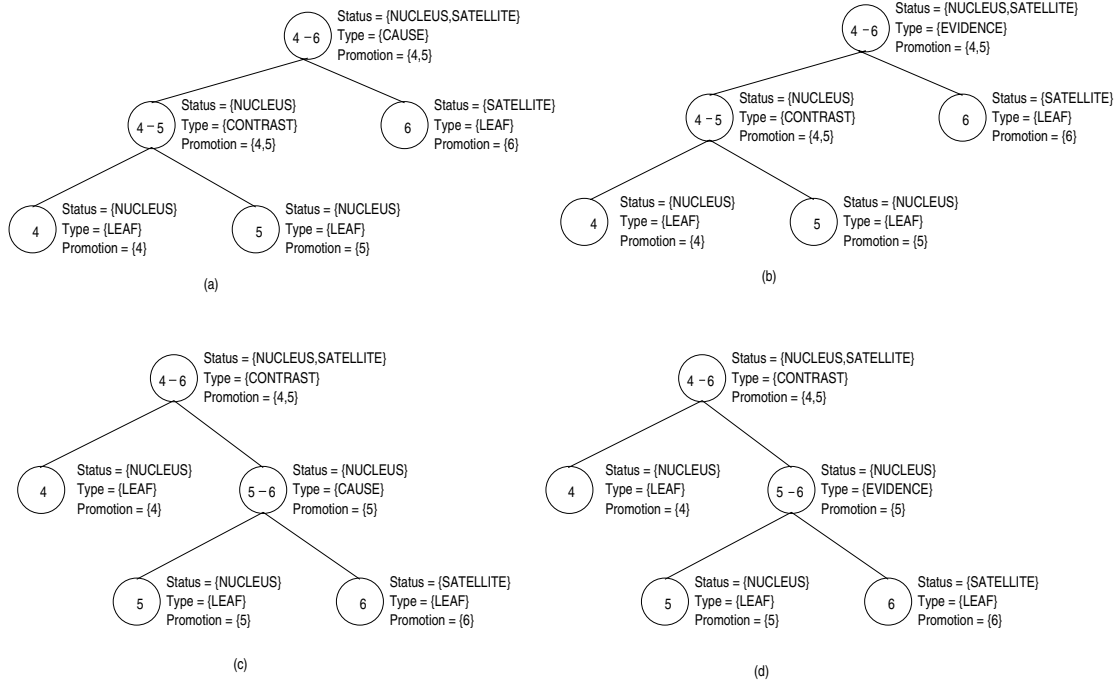 4 – 6
Status = {NUCLEUS,SATELLITE}
Type = {CAUSE}
Promotion = {4,5}
4 – 5
Status = {NUCLEUS}
Type = {CONTRAST}
Promotion = {4,5}
6
Status = {SATELLITE}
Type = {LEAF}
Promotion = {6}
4
Status = {NUCLEUS}
Type = {LEAF}
Promotion = {4}
5
Status = {NUCLEUS}
Type = {LEAF}
Promotion = {5}
(a)
4 – 6
Status = {NUCLEUS,SATELLITE}
Type = {EVIDENCE}
Promotion = {4,5}
4 – 5
Status = {NUCLEUS}
Type = {CONTRAST}
Promotion = {4,5}
6
Status = {SATELLITE}
Type = {LEAF}
Promotion = {6}
4
Status = {NUCLEUS}
Type = {LEAF}
Promotion = {4}
5
Status = {NUCLEUS}
Type = {LEAF}
Promotion = {5}
(b)
4 – 6
Status = {NUCLEUS,SATELLITE}
Type = {CONTRAST}
Promotion = {4,5}
4
Status = {NUCLEUS}
Type = {LEAF}
Promotion = {4}
5 – 6
Status = {NUCLEUS}
Type = {CAUSE}
Promotion = {5}
5
Status = {NUCLEUS}
Type = {LEAF}
Promotion = {5}
6
Status = {SATELLITE}
Type = {LEAF}
Promotion = {6}
(c)
4 – 6
Status = {NUCLEUS,SATELLITE}
Type = {CONTRAST}
Promotion = {4,5}
4
Status = {NUCLEUS}
Type = {LEAF}
Promotion = {4}
5 – 6
Status = {NUCLEUS}
Type = {EVIDENCE}
Promotion = {5}
5
Status = {NUCLEUS}
Type = {LEAF}
Promotion = {5}
6
Status = {SATELLITE}
Type = {LEAF}
Promotion = {6}
(d)